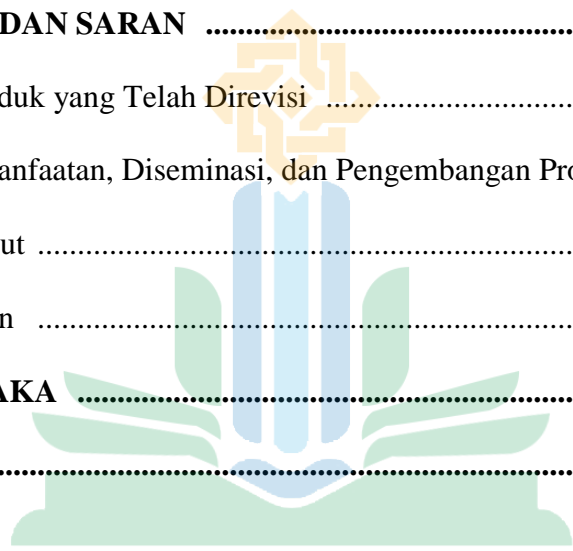 DAN SARAN ................................................
duk yang Telah Direvisi ................................
anfaatan, Diseminasi, dan Pengembangan Pro
ut ......................................................................
n ......................................................................
AKA ................................................................
................................................................................